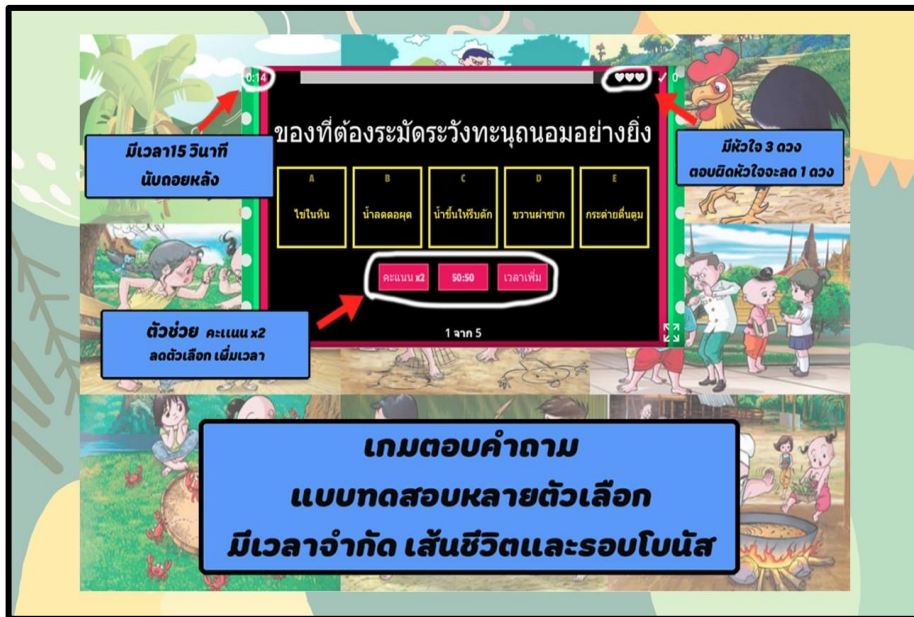 0:14
✓ 0
ของที่ต้องระมัดระวังทะนุถนอมอย่างยิ่ง
มีเวลา15 วินาที
นับถอยหลัง
มีหัวใจ 3 ดวง
ตอบผิดหัวใจจะลด 1 ดวง
A
ไข่ในหิน
B
น้ำลดตอผุด
C
น้ำขึ้นให้รีบตัก
D
ขวานผ่าซาก
E
กระต่ายตื่นตูม
คะแนน x2
50:50
เวลาเพิ่ม
ตัวช่วย คะแนน x2
ลดตัวเลือก เพิ่มเวลา
1 จาก 5
เกมตอบคำถาม
แบบทดสอบหลายตัวเลือก
มีเวลาจำกัด เส้นชีวิตและรอบโบนัส